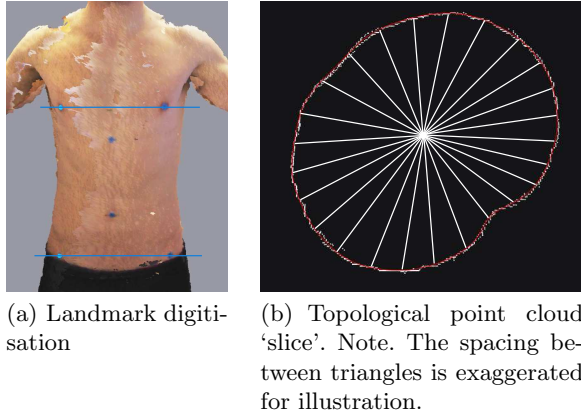 (a) Landmark digiti-
sation
(b) Topological point cloud
‘slice’. Note. The spacing be-
tween triangles is exaggerated
for illustration.